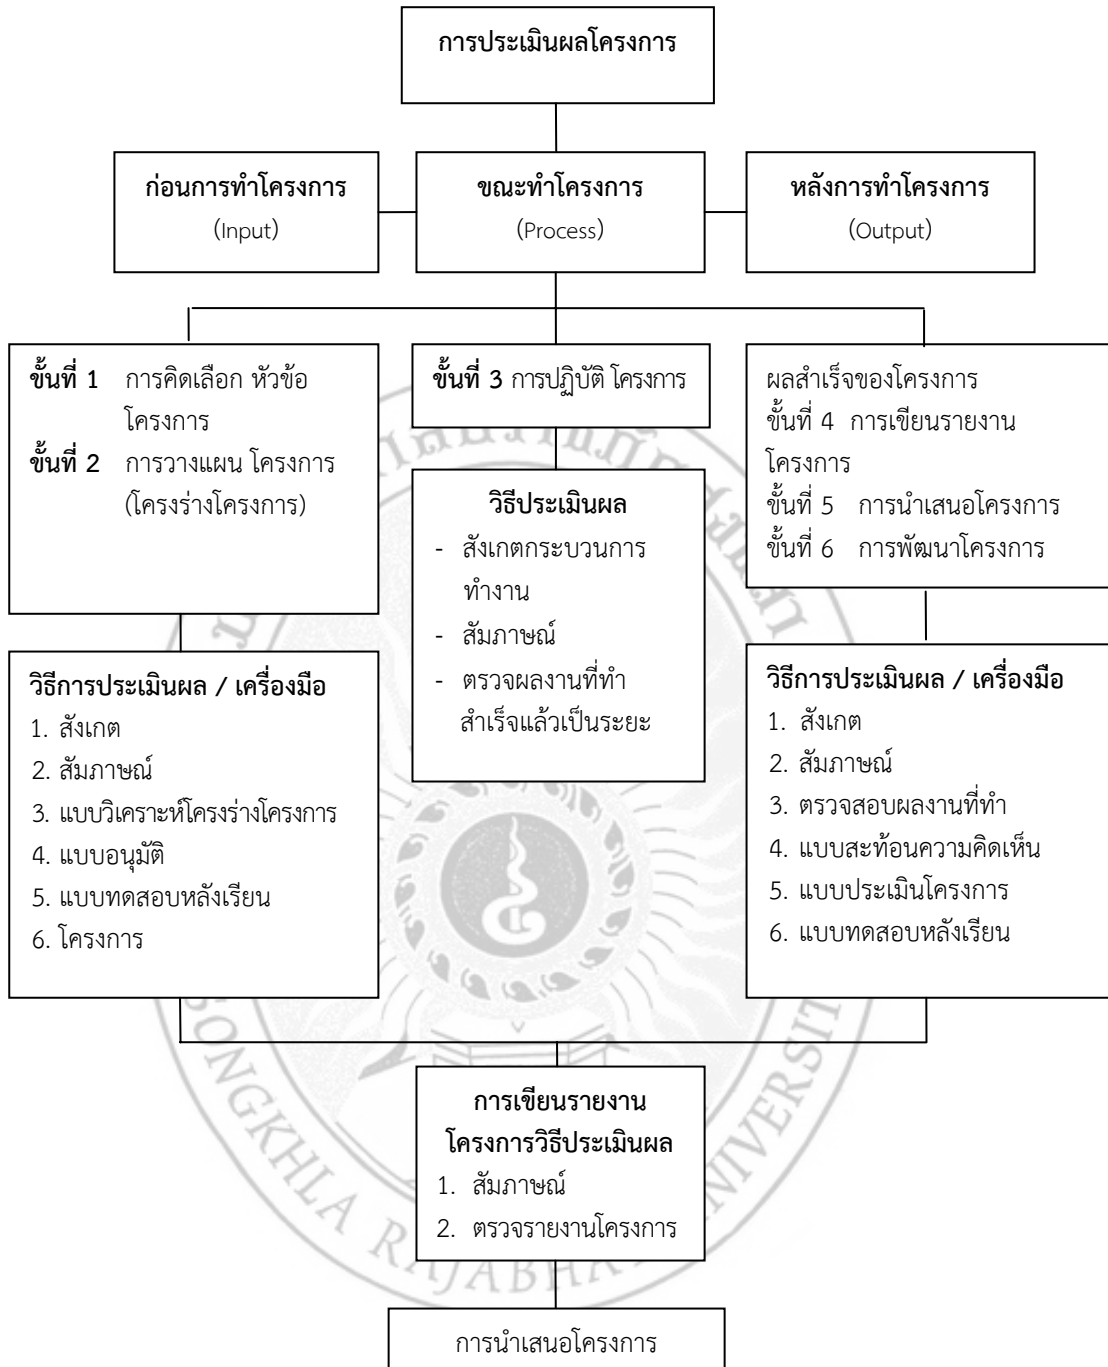 การประเมินผลโครงการ
ก่อนการทำโครงการ
(Input)
ขณะทำโครงการ
(Process)
หลังการทำโครงการ
(Output)
ขั้นที่ 1 การคิดเลือก หัวข้อ
โครงการ
ขั้นที่ 2 การวางแผน โครงการ
(โครงร่างโครงการ)
ขั้นที่ 3 การปฏิบัติ โครงการ
ผลสำเร็จของโครงการ
ขั้นที่ 4 การเขียนรายงาน
โครงการ
ขั้นที่ 5 การนำเสนอโครงการ
ขั้นที่ 6 การพัฒนาโครงการ
วิธีประเมินผล
- สังเกตกระบวนการ
ทำงาน
- สัมภาษณ์
- ตรวจผลงานที่ทำ
สำเร็จแล้วเป็นระยะ
วิธีการประเมินผล / เครื่องมือ
1. สังเกต
2. สัมภาษณ์
3. แบบวิเคราะห์โครงร่างโครงการ
4. แบบอนุมัติ
5. แบบทดสอบหลังเรียน
6. โครงการ
วิธีการประเมินผล / เครื่องมือ
1. สังเกต
2. สัมภาษณ์
3. ตรวจสอบผลงานที่ทำ
4. แบบสะท้อนความคิดเห็น
5. แบบประเมินโครงการ
6. แบบทดสอบหลังเรียน
การเขียนรายงาน
โครงการวิธีประเมินผล
1. สัมภาษณ์
2. ตรวจรายงานโครงการ
การนำเสนอโครงการ
SONGKHLA RAJABHA UNIVERSIT